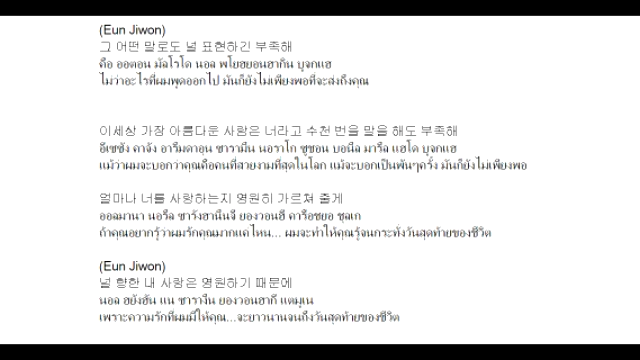 (Eun Jiwon)
그 어떤 말로도 널 표현하긴 부족해
คือ ออตอน มัลโรโด นอล พโยฮยอนฮากิน บุจกแฮ
ไม่ว่าอะไรที่ผมพูดออกไป มันก็ยังไม่เพียงพอที่จะส่งถึงคุณ
이세상 가장 아름다운 사람은 너라고 수천 번을 말을 해도 부족해
อีเซซัง คาจัง อารึมดาอุน ซารามึน นอราโก ซูชอน บอนึล มารึล แฮโด บุจกแฮ
แม้ว่าผมจะบอกว่าคุณคือคนที่สวยงามที่สุดในโลก แม้จะบอกเป็นพันๆครั้ง มันก็ยังไม่เพียงพอ
얼마나 너를 사랑하는지 영원히 가르쳐 줄게
ออลมานา นอรึล ซารังฮานึนจี ยองวอนฮี คารือชยอ ชุลเก
ถ้าคุณอยากรู้ว่าผมรักคุณมากแค่ไหน... ผมจะทำให้คุณรู้จนกระทั่งวันสุดท้ายของชีวิต
(Eun Jiwon)
널 향한 내 사랑은 영원하기 때문에
นอล ฮยังฮัน แน ซารางึน ยองวอนฮากี แตมุเน
เพราะความรักที่ผมมีให้คุณ...จะยาวนานจนถึงวันสุดท้ายของชีวิต